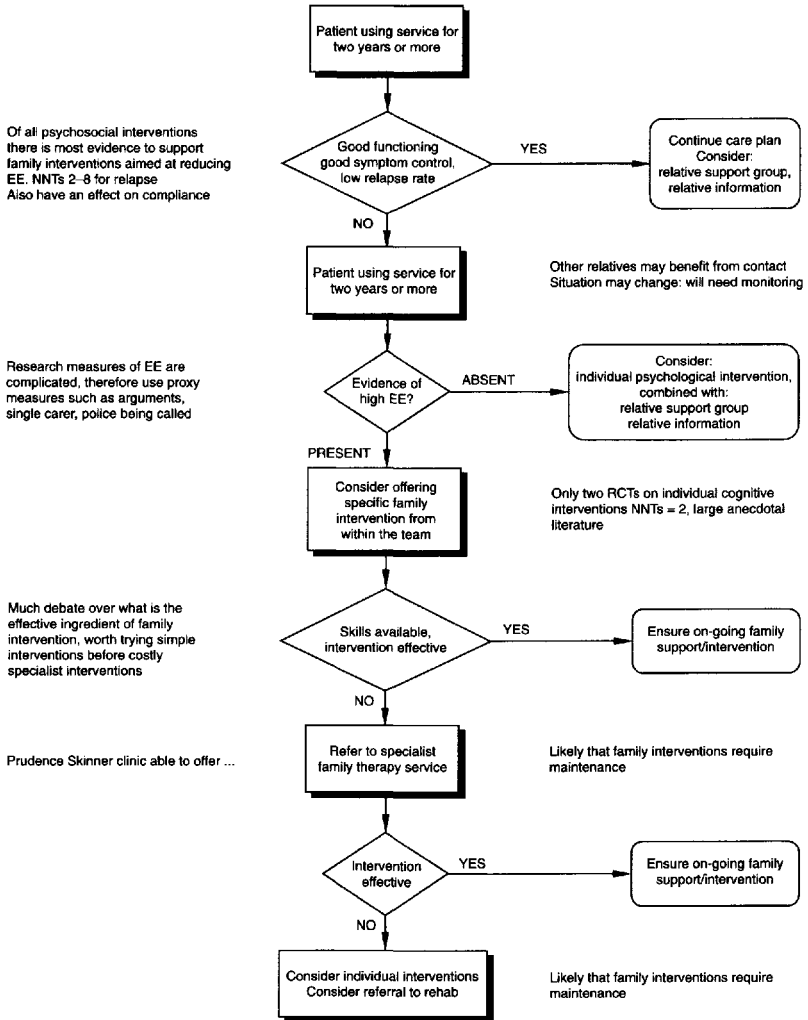 Patient using service for
two years or more
Of all psychosocial interventions
there is most evidence to support
family interventions aimed at reducing
EE. NNTs 2–8 for relapse
Also have an effect on compliance
Good functioning
good symptom control,
low relapse rate
YES
Continue care plan
Consider:
relative support group,
relative information
NO
Patient using service for
two years or more
Other relatives may benefit from contact
Situation may change: will need monitoring
Research measures of EE are
complicated, therefore use proxy
measures such as arguments,
single carer, police being called
Evidence of
high EE?
ABSENT
Consider:
individual psychological intervention,
combined with:
relative support group
relative information
PRESENT
Consider offering
specific family
intervention from
within the team
Only two RCTs on individual cognitive
interventions NNTs = 2, large anecdotal
literature
Much debate over what is the
effective ingredient of family
intervention, worth trying simple
interventions before costly
specialist interventions
Skills available,
intervention effective
YES
Ensure on-going family
support/intervention
NO
Prudence Skinner clinic able to offer ...
Refer to specialist
family therapy service
Likely that family interventions require
maintenance
Intervention
effective
YES
Ensure on-going family
support/intervention
NO
Consider individual interventions
Consider referral to rehab
Likely that family interventions require
maintenance